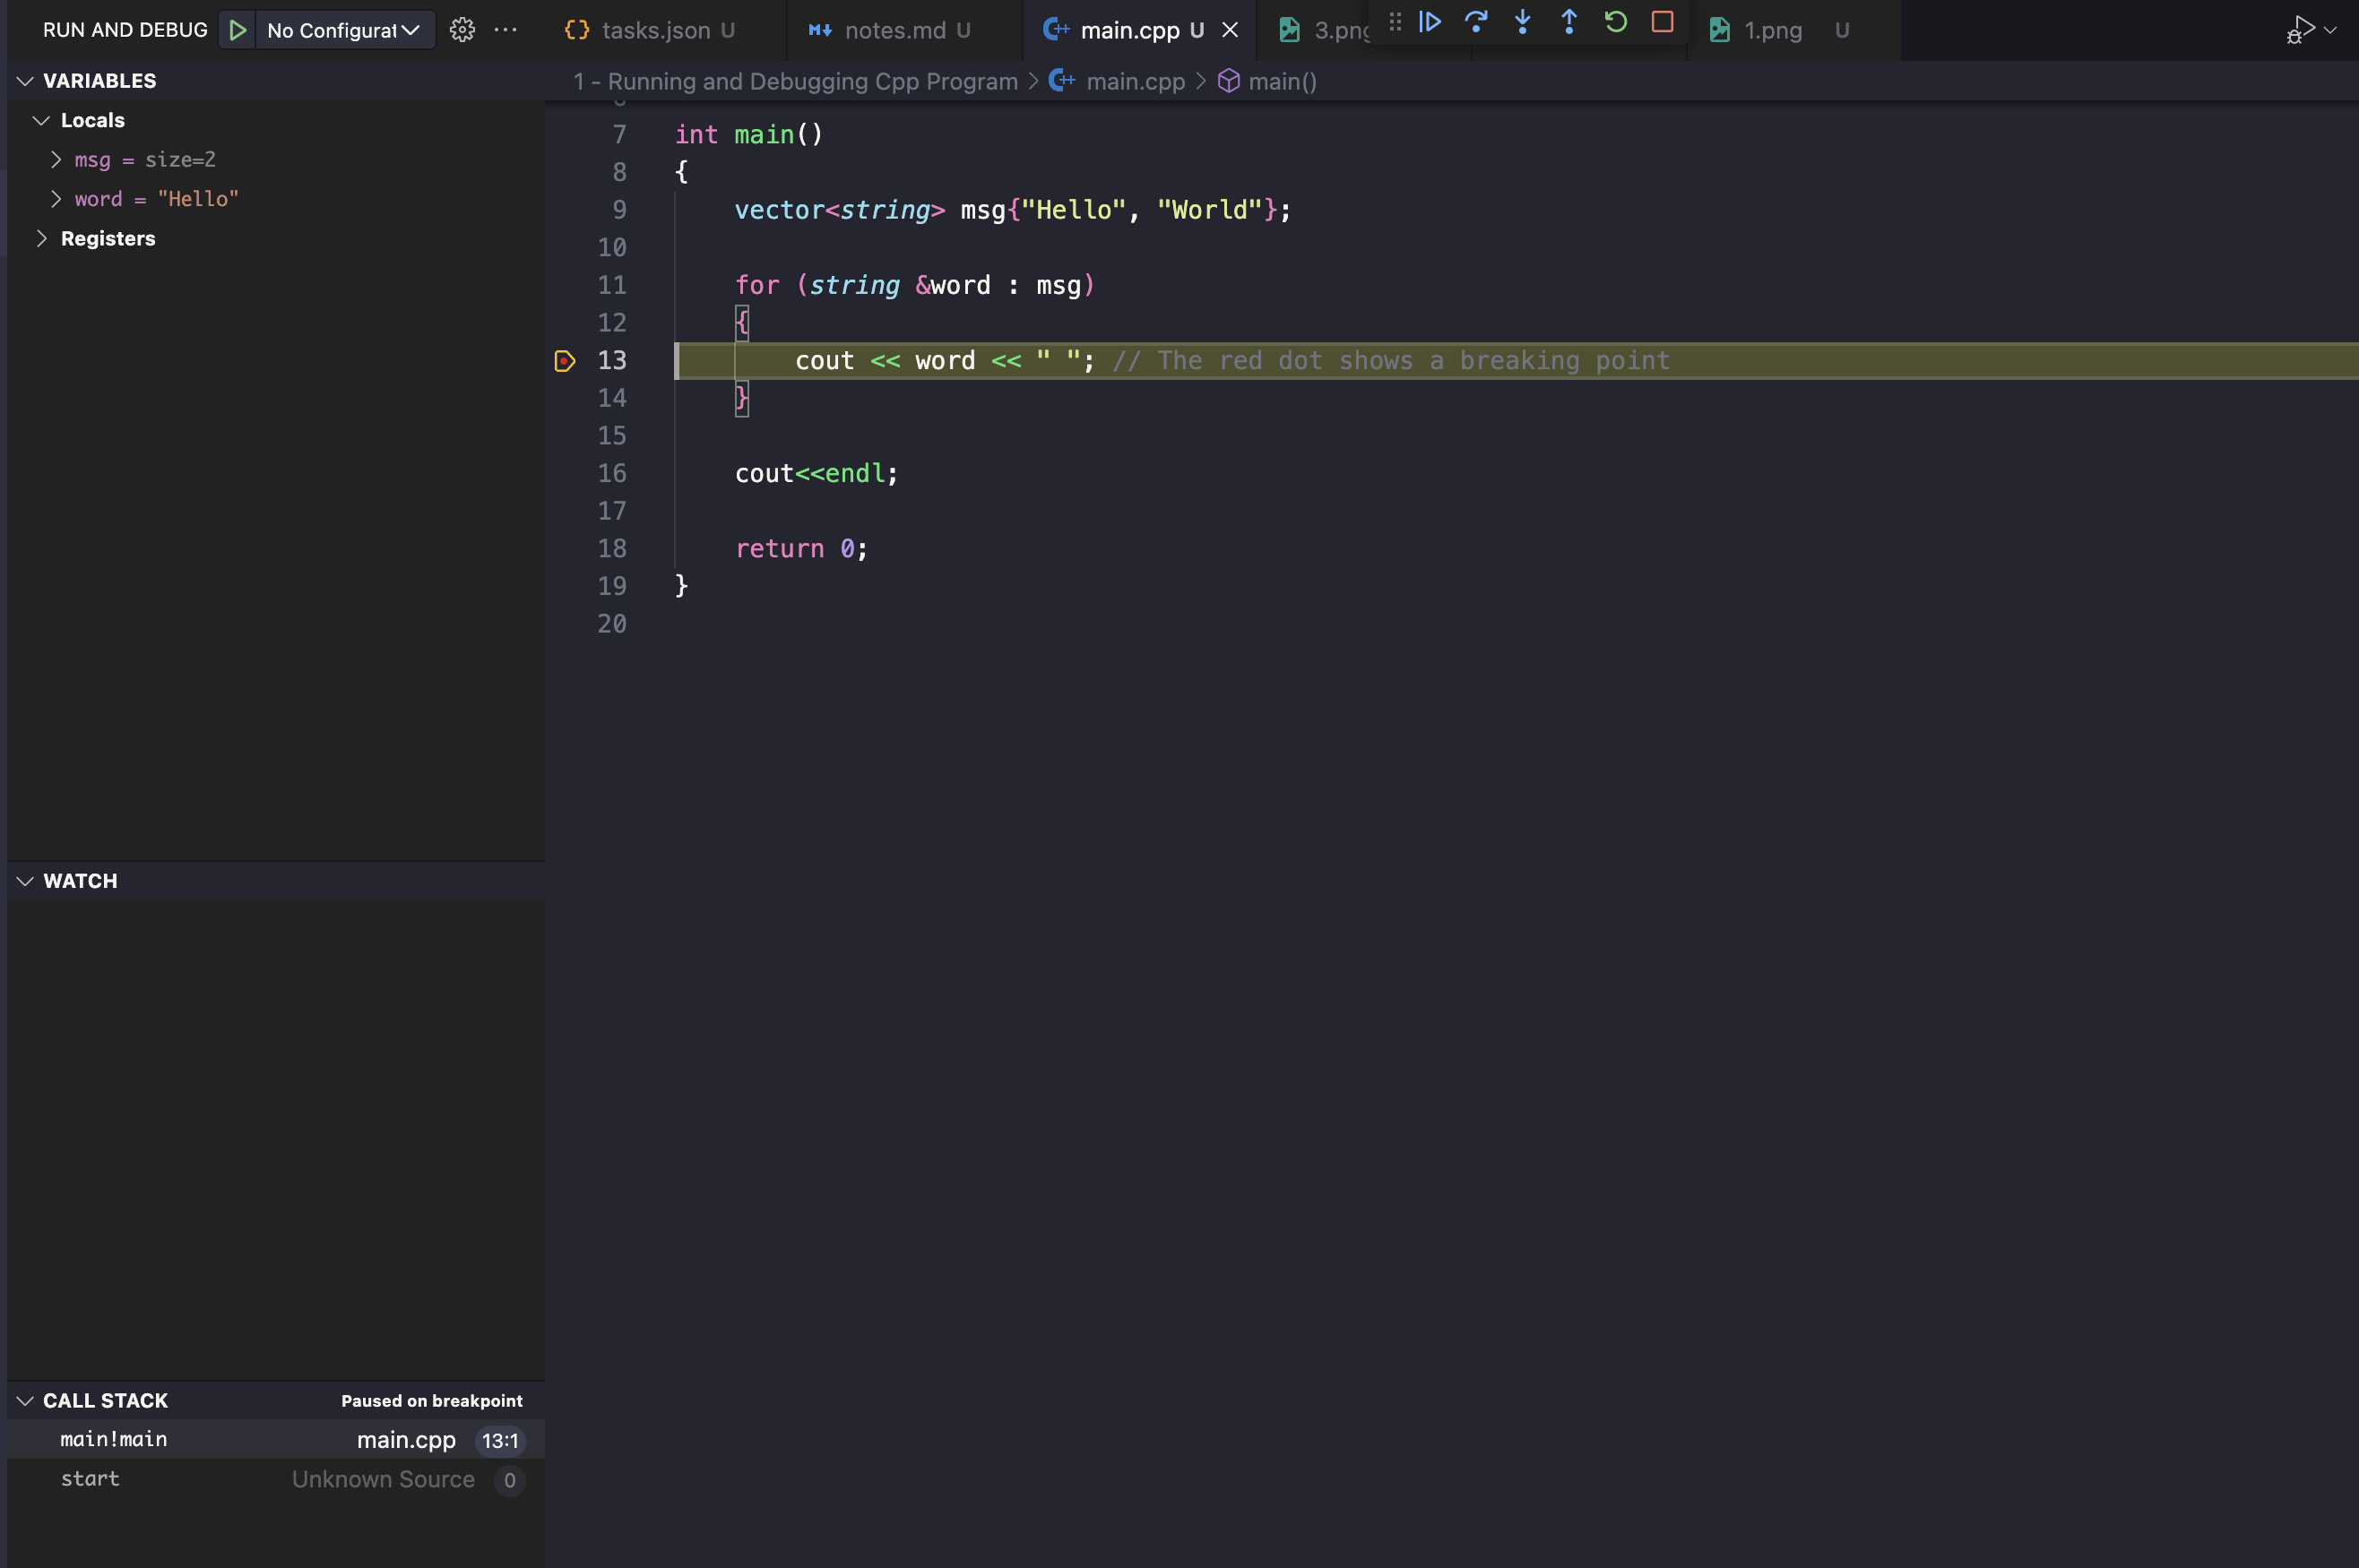 RUN AND DEBUG No Configurat
tasks.json U notes.md U main.cpp U 3.png 1.png U
VARIABLES
Locals
msg = size=2
word = "Hello"
Registers
WATCH
CALL STACK Paused on breakpoint
main!main main.cpp 13:1
start Unknown Source 0
1 - Running and Debugging Cpp Program > main.cpp > main()
7 int main()
8 {
9 vector<string> msg{"Hello", "World"};
10
11 for (string &word : msg)
12 {
13 cout << word << " "; // The red dot shows a breaking point
14 }
15
16 cout<<endl;
17
18 return 0;
19 }
20